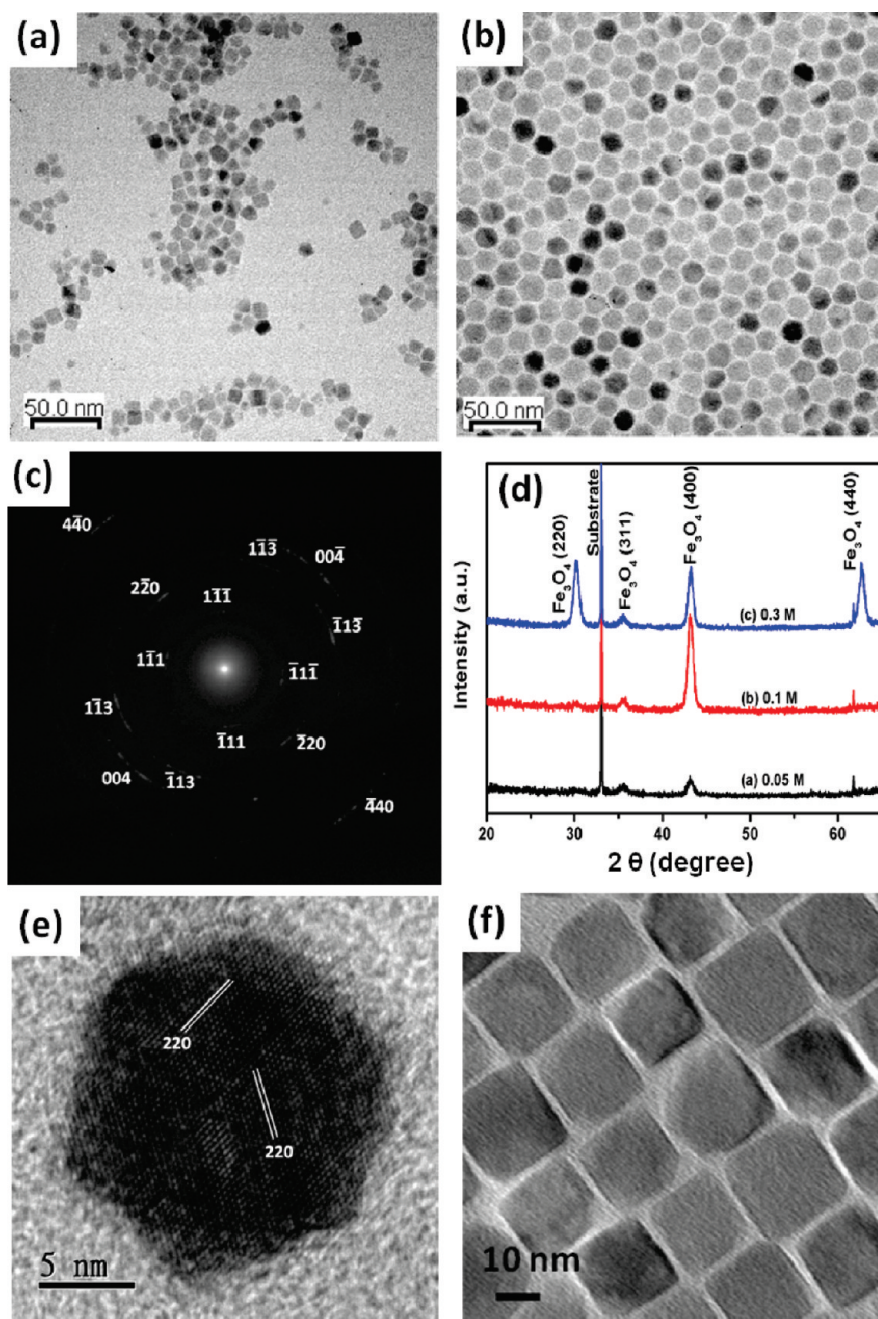 (a)
50.0 nm
(b)
50.0 nm
(c)
44̅0
11̅3̅
004̅
22̅0
11̅1̅
1̅13̅
11̅1
1̅11̅
11̅3
1̅11
2̅20
004
1̅13
4̅40
(d)
Fe₃O₄ (220)
Substrate
Fe₃O₄ (311)
Fe₃O₄ (400)
Fe₃O₄ (440)
Intensity (a.u.)
(c) 0.3 M
(b) 0.1 M
(a) 0.05 M
20 30 40 50 60
2 θ (degree)
(e)
220
220
5 nm
(f)
10 nm